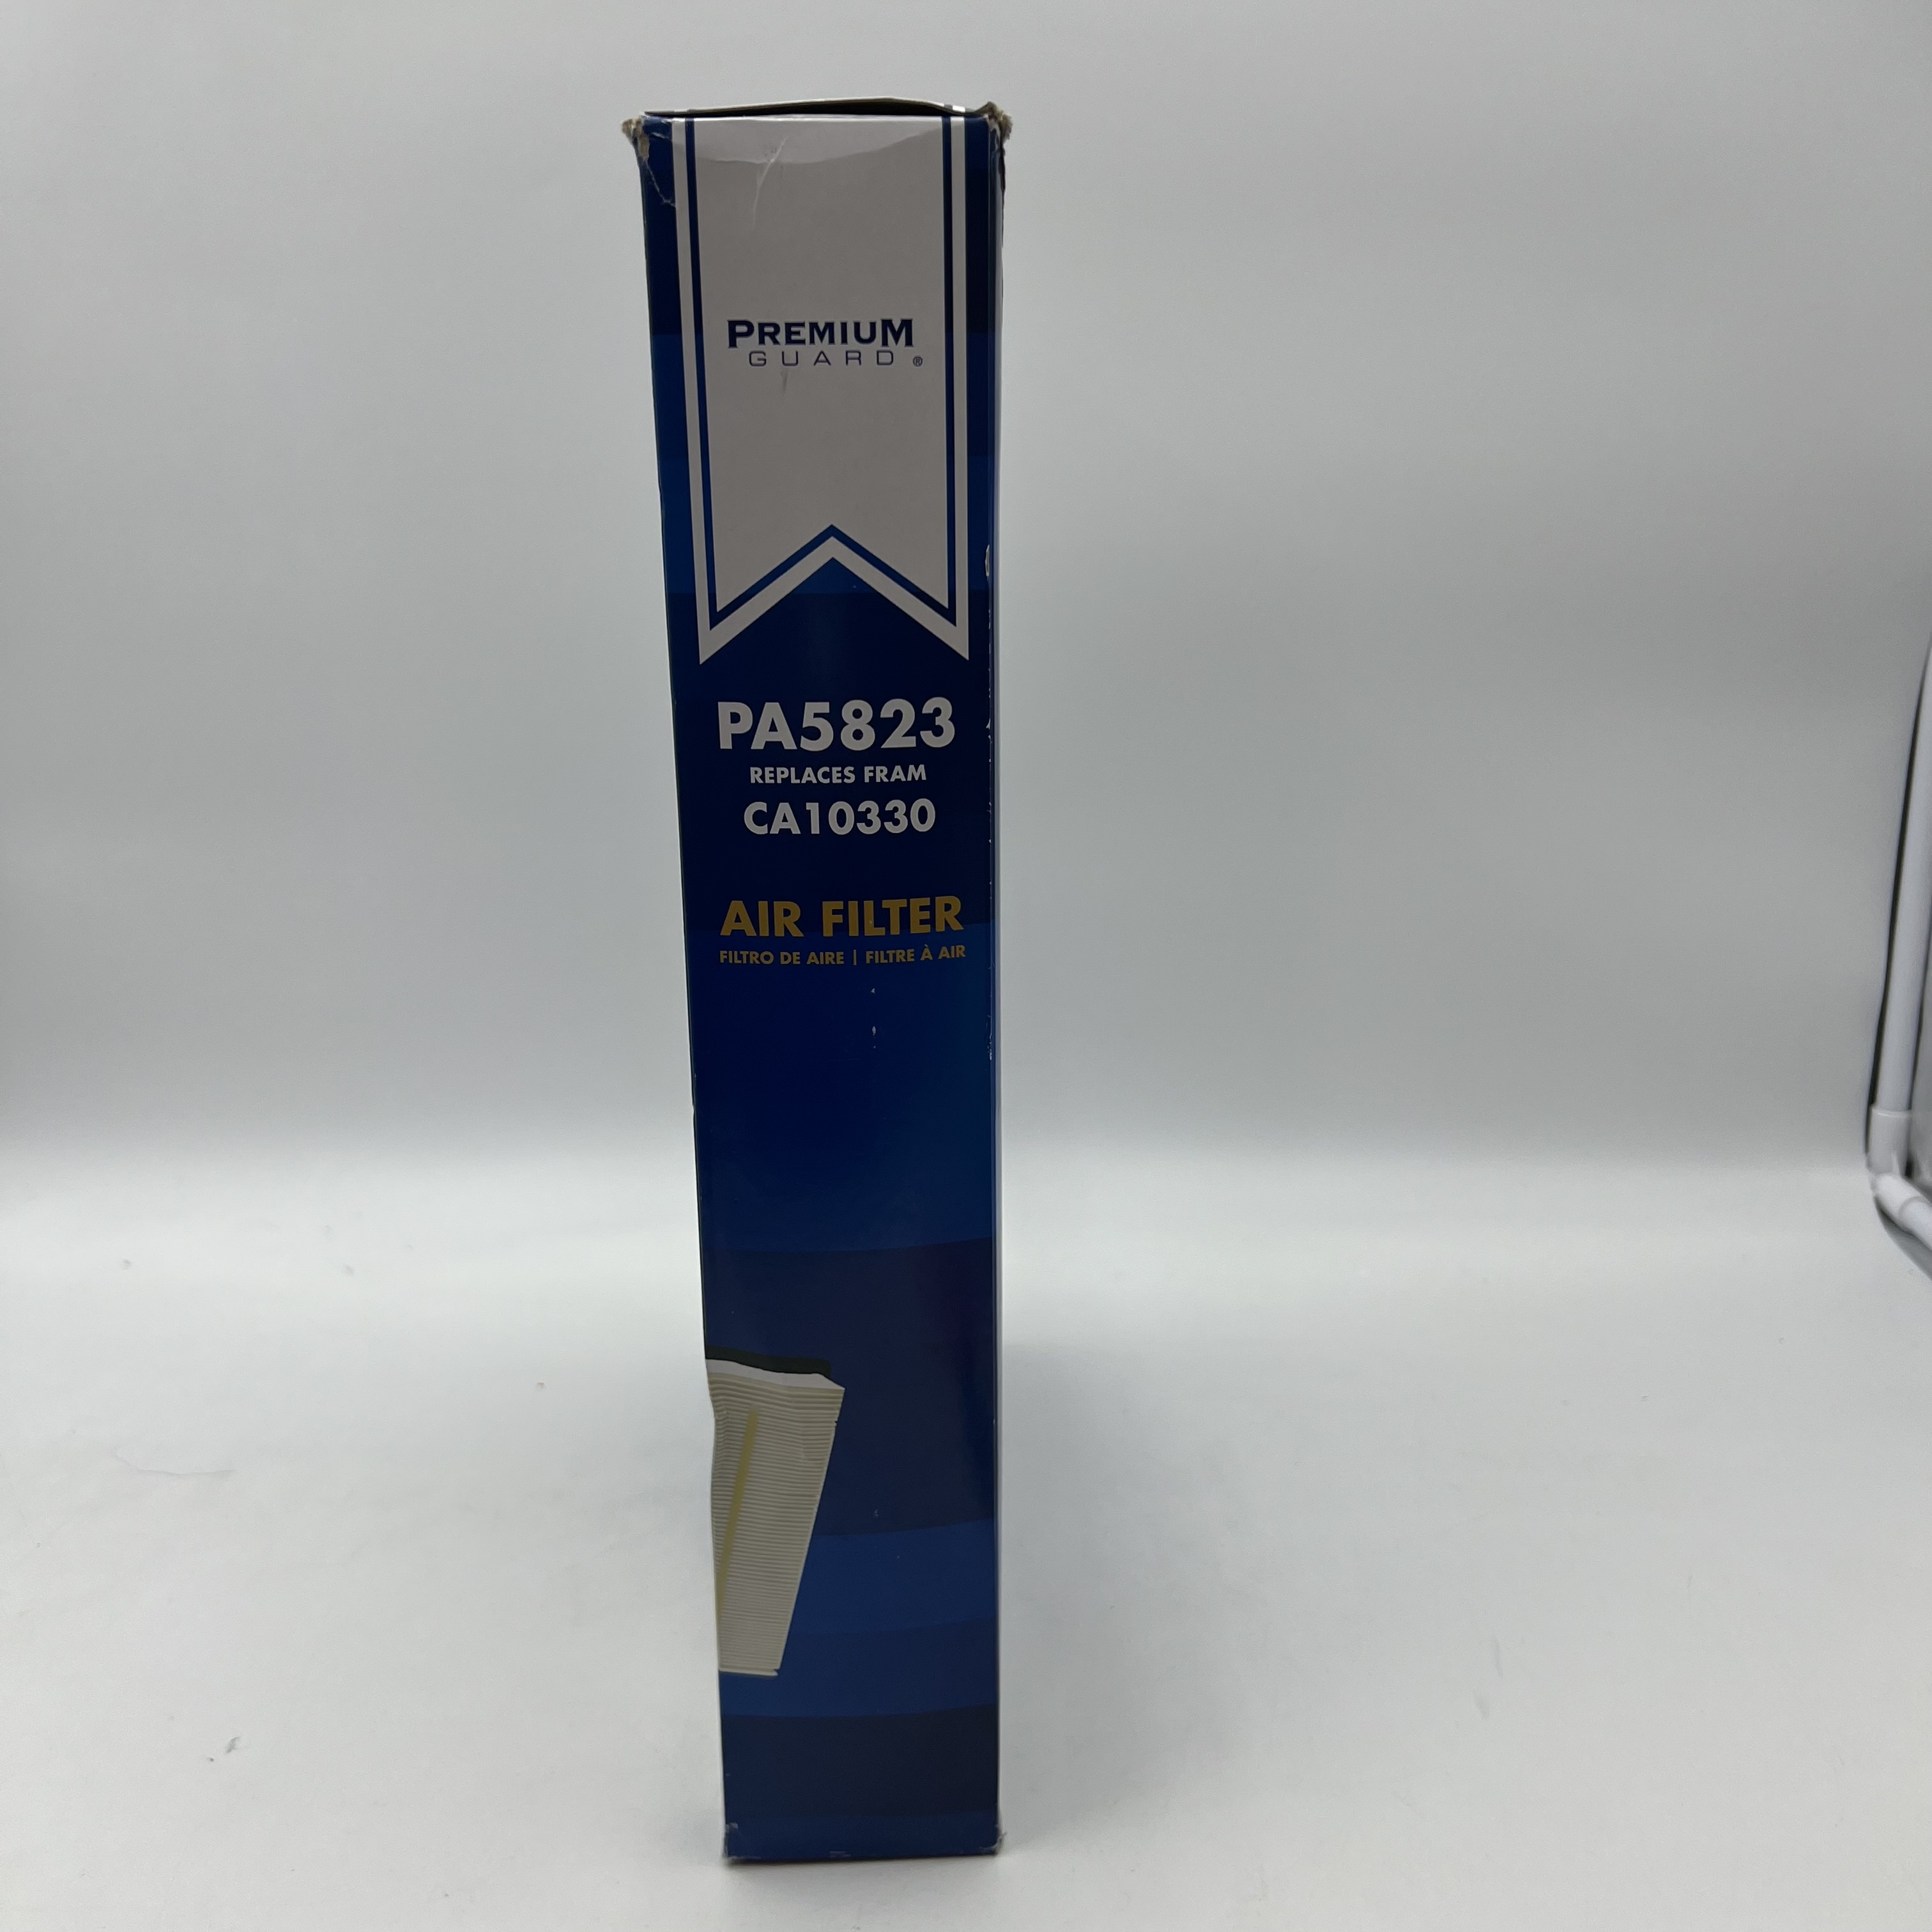 PREMIUM
GUARD ®
PA5823
REPLACES FRAM
CA10330
AIR FILTER
FILTRO DE AIRE | FILTRE À AIR